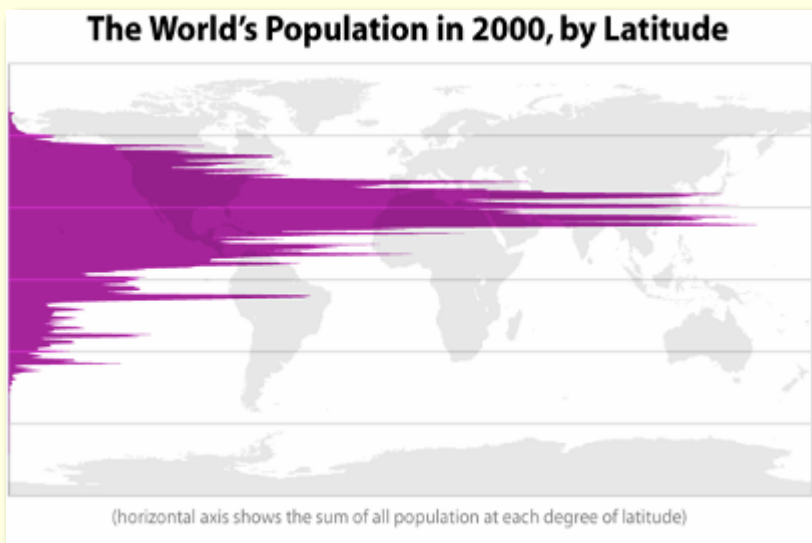 The World's Population in 2000, by Latitude
(horizontal axis shows the sum of all population at each degree of latitude)